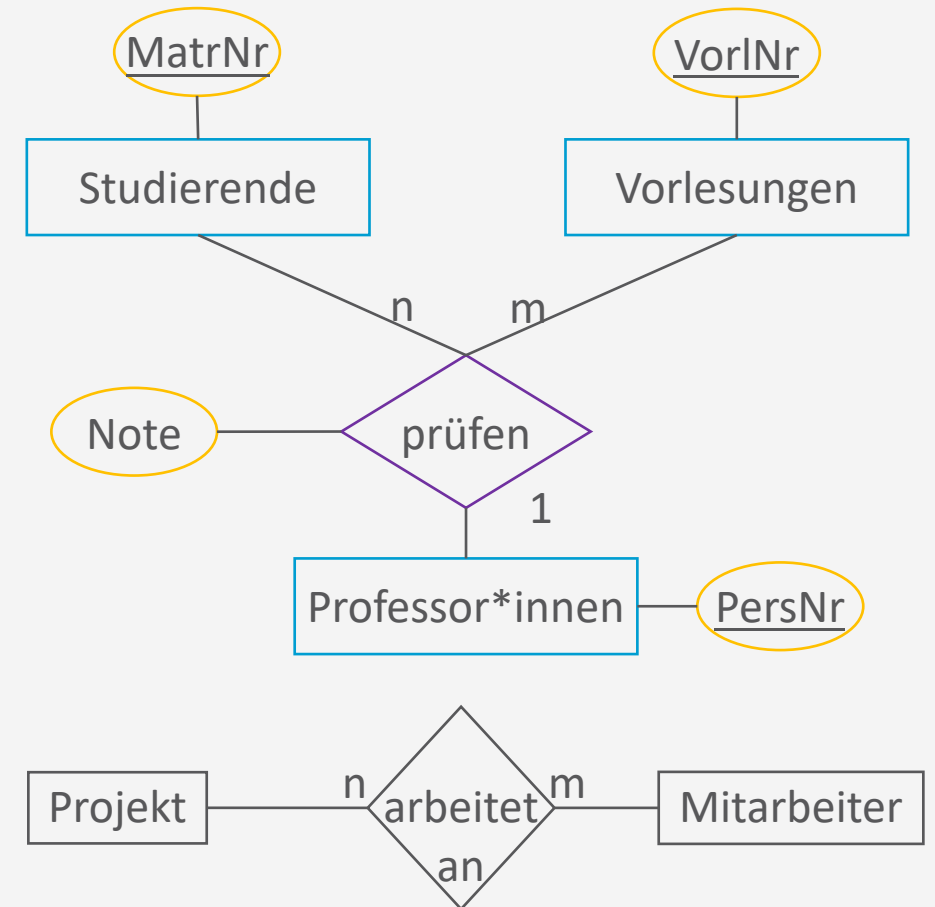 MatrNr
VorlNr
Studierende
Vorlesungen
n
m
Note
prüfen
1
Professor*innen
PersNr
n
m
Projekt
arbeitet
Mitarbeiter
an